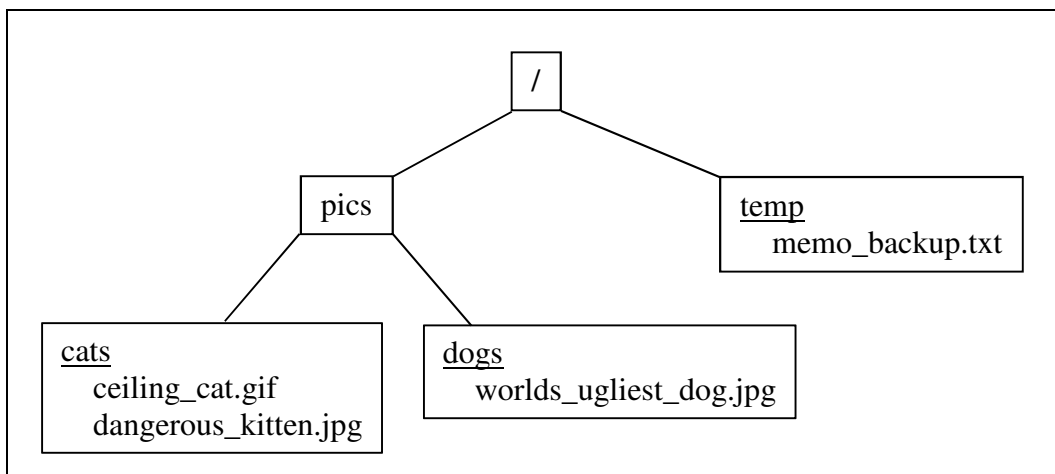 /
pics
temp
memo_backup.txt
cats
ceiling_cat.gif
dangerous_kitten.jpg
dogs
worlds_ugliest_dog.jpg